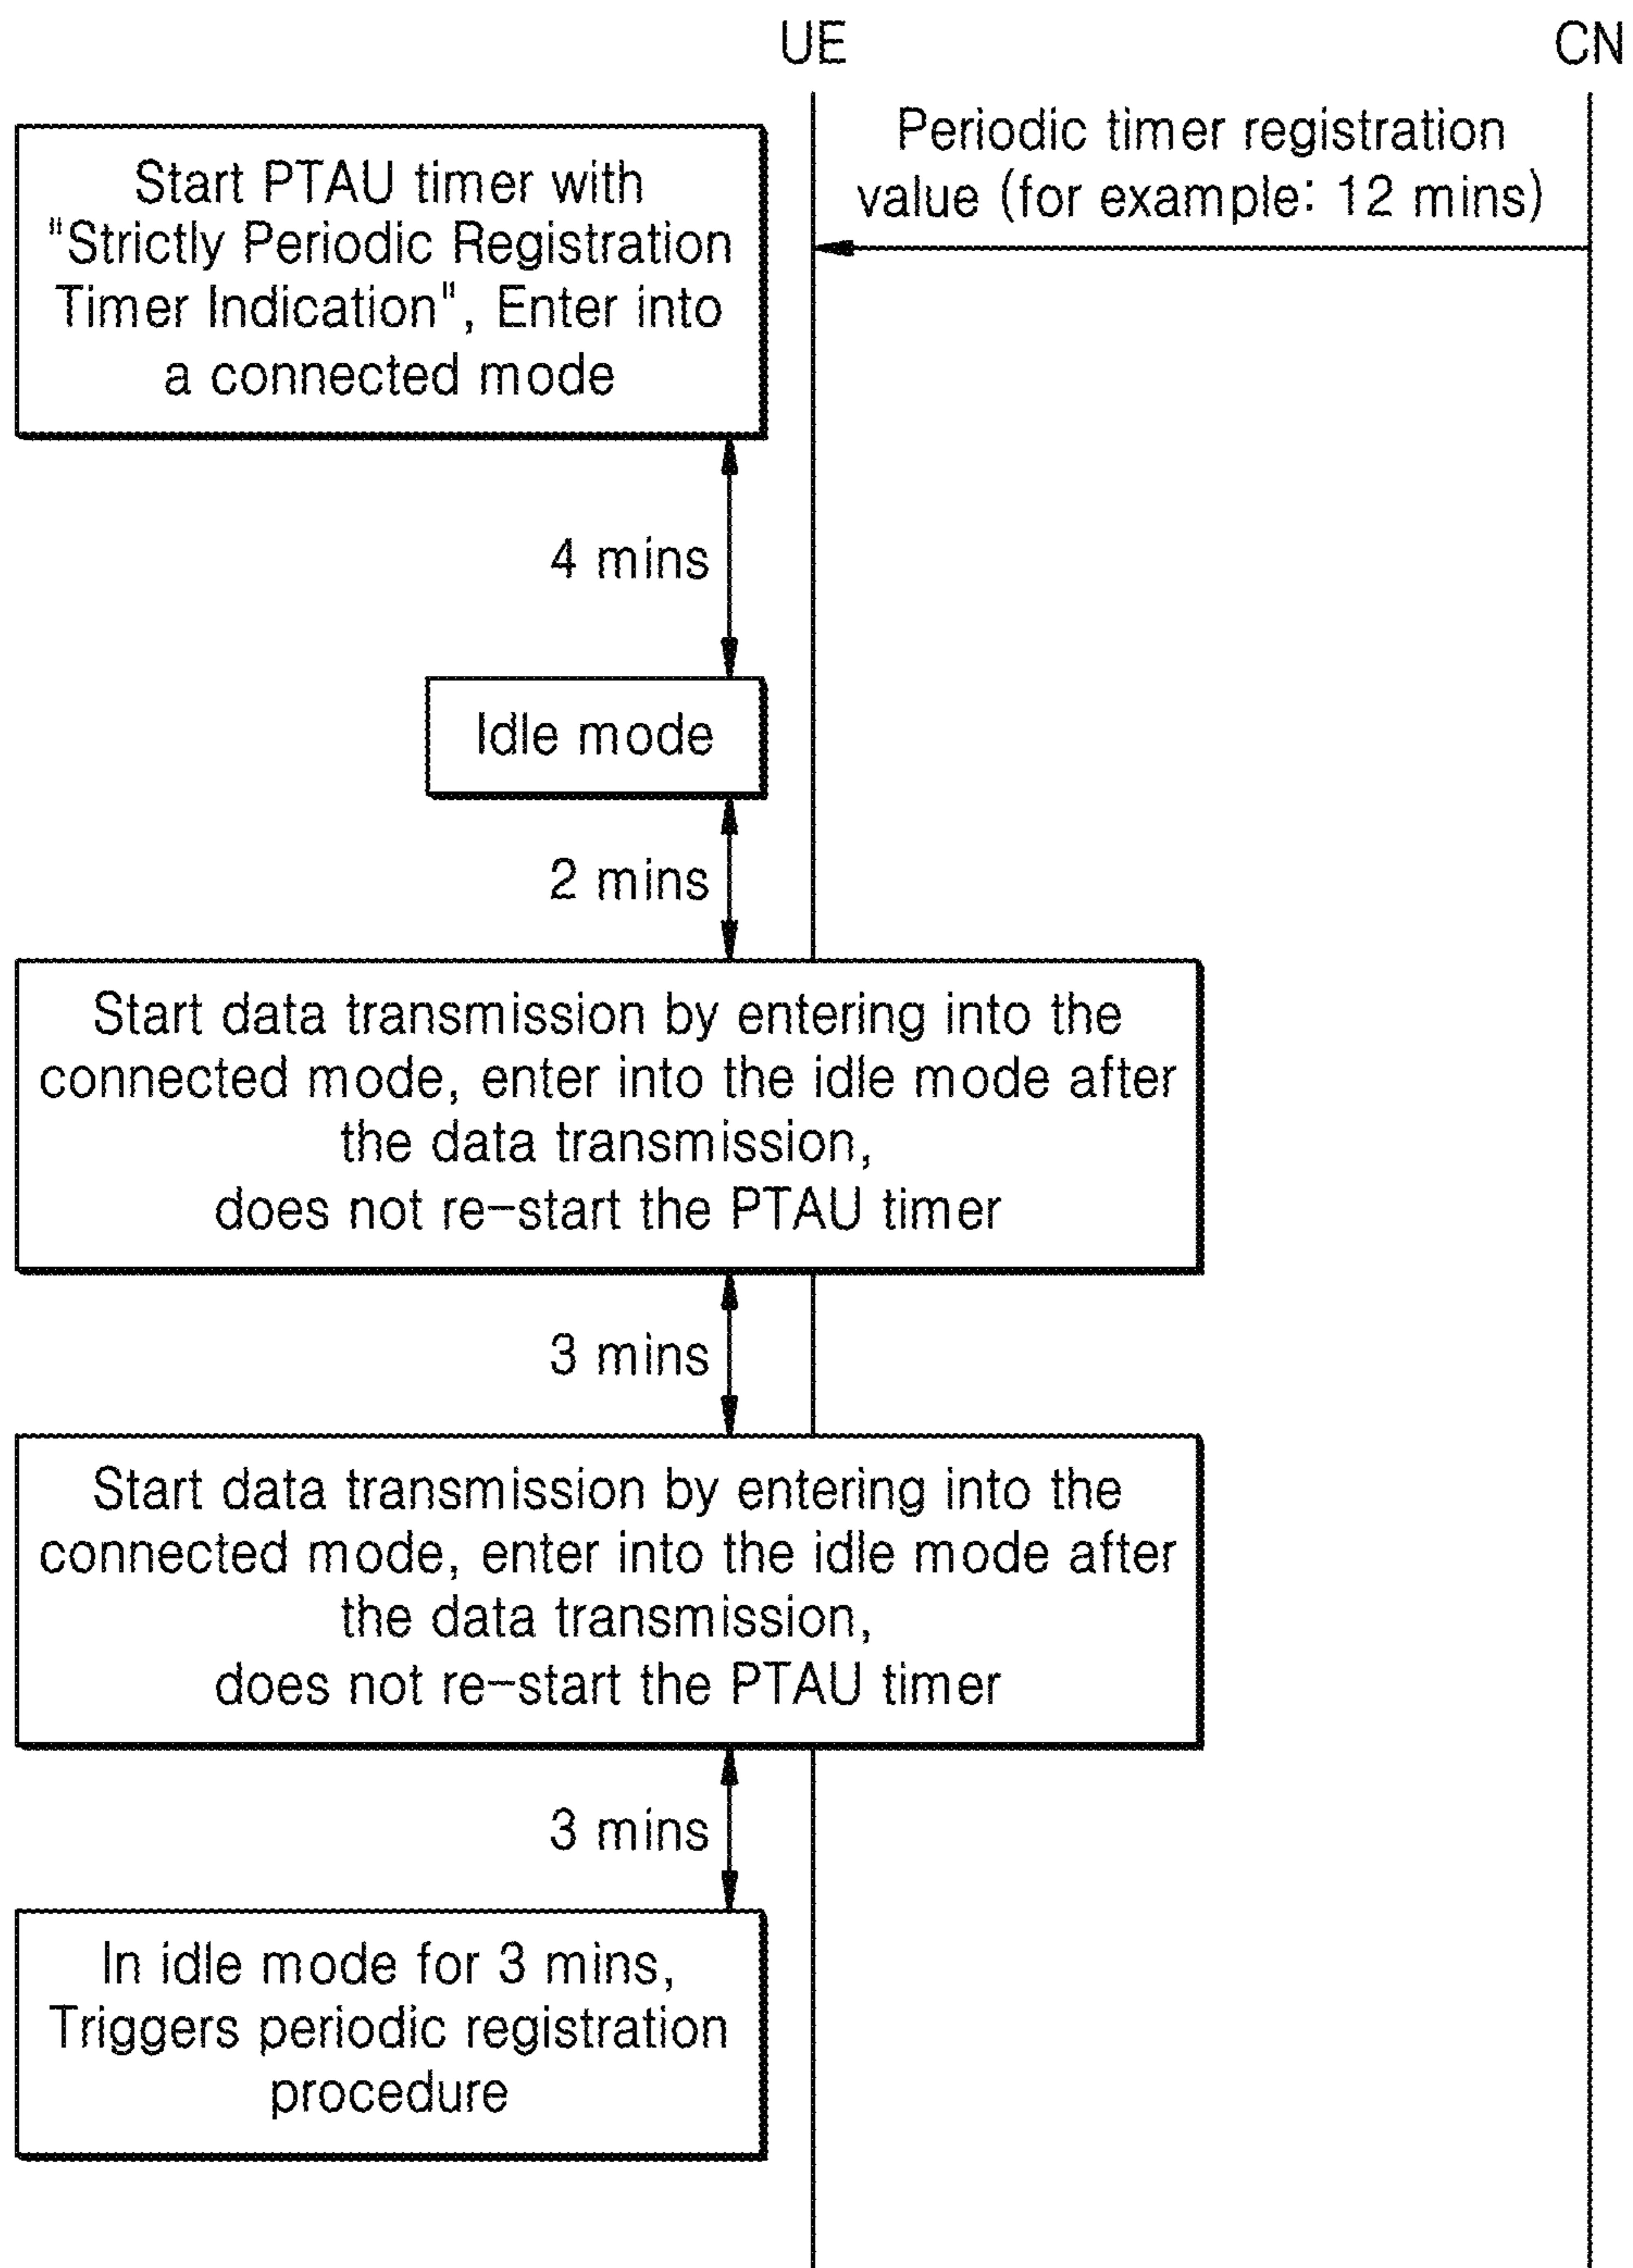 UE
CN
Periodic timer registration
value (for example: 12 mins)
Start PTAU timer with
"Strictly Periodic Registration
Timer Indication", Enter into
a connected mode
4 mins
Idle mode
2 mins
Start data transmission by entering into the
connected mode, enter into the idle mode after
the data transmission,
does not re-start the PTAU timer
3 mins
Start data transmission by entering into the
connected mode, enter into the idle mode after
the data transmission,
does not re-start the PTAU timer
3 mins
In idle mode for 3 mins,
Triggers periodic registration
procedure